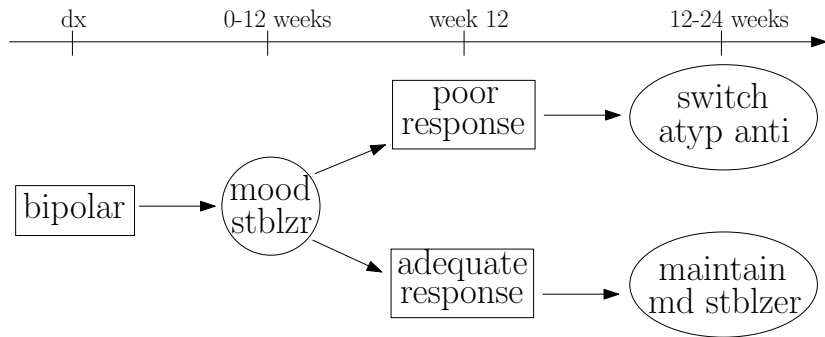 dx
0-12 weeks
week 12
12-24 weeks
bipolar
mood
stblzr
poor
response
switch
atyp anti
adequate
response
maintain
md stblzer